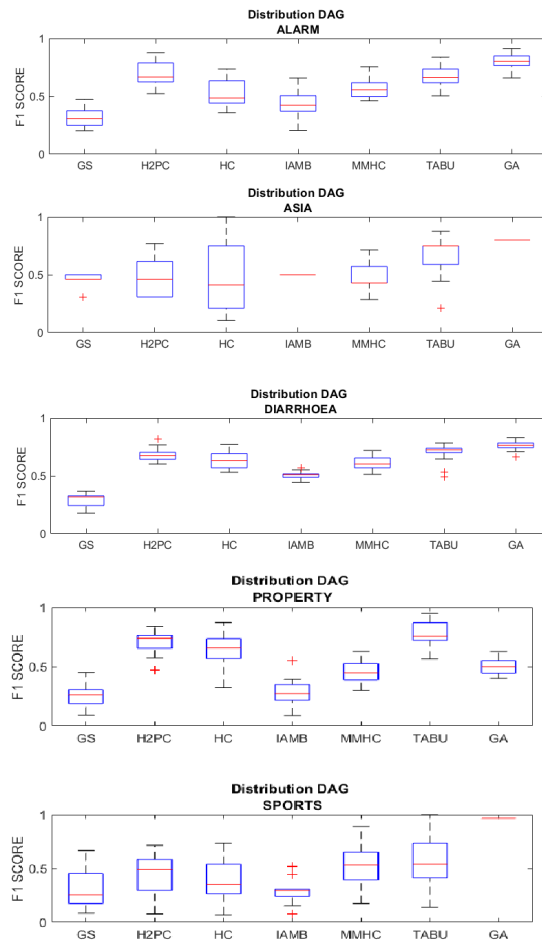 Distribution DAG
ALARM
1
0.5
0
F1 SCORE
GS H2PC HC IAMB MMHC TABU GA
Distribution DAG
ASIA
1
0.5
0
F1 SCORE
GS H2PC HC IAMB MMHC TABU GA
Distribution DAG
DIARRHOEA
1
0.5
0
F1 SCORE
GS H2PC HC IAMB MMHC TABU GA
Distribution DAG
PROPERTY
1
0.5
0
F1 SCORE
GS H2PC HC IAMB MMHC TABU GA
Distribution DAG
SPORTS
1
0.5
0
F1 SCORE
GS H2PC HC IAMB MMHC TABU GA